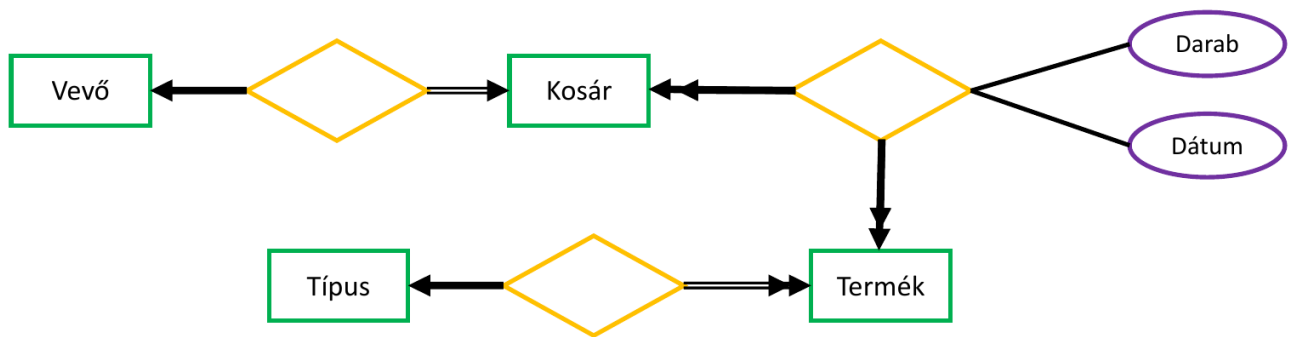 Vevő
Kosár
Darab
Dátum
Típus
Termék